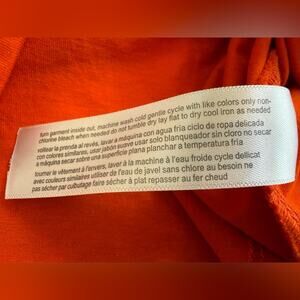 turn garment inside out, machine wash cold gentle cycle with like colors only non-
chlorine bleach when needed do not tumble dry lay flat to dry cool iron as needed
voltear la prenda al revés, lavar a máquina con agua fria ciclo de ropa delicada
con colores similares, usar jabón suave usar solo blanqueador sin cloro no secar
a máquina secar sobre una superficie plana planchar a temperatura fria
tourner le vêtement à l'envers, laver à la machine à l'eau froide cycle dellicat
avec couleurs similiares utiliser de l'eau de javel sans chlore au besoin ne
pas sécher par culbutage faire sécher à plat repasser au fer cheud